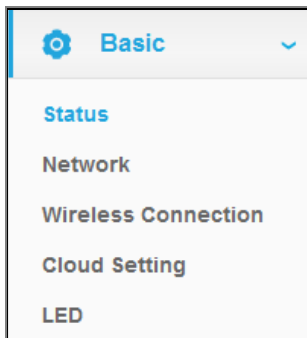 Basic
Status
Network
Wireless Connection
Cloud Setting
LED